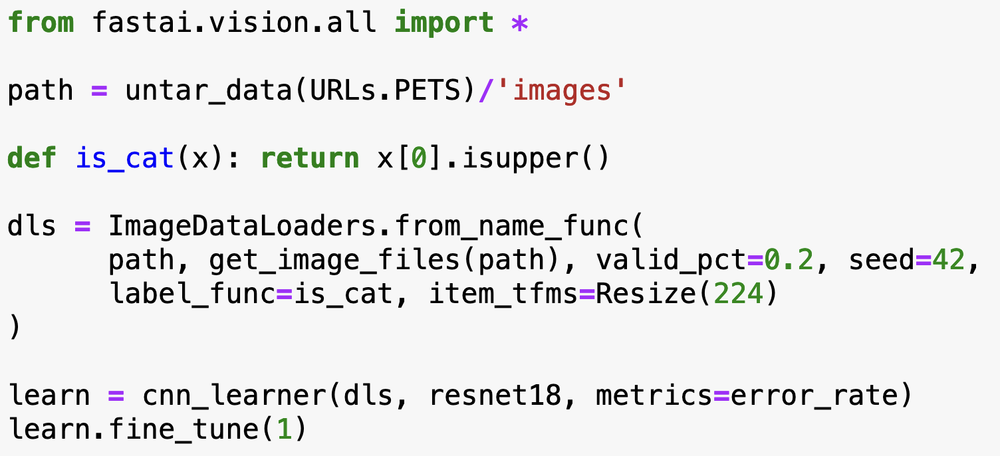 from fastai.vision.all import *
path = untar_data(URLs.PETS)/'images'
def is_cat(x): return x[0].isupper()
dls = ImageDataLoaders.from_name_func(
path, get_image_files(path), valid_pct=0.2, seed=42,
label_func=is_cat, item_tfms=Resize(224)
)
learn = cnn_learner(dls, resnet18, metrics=error_rate)
learn.fine_tune(1)